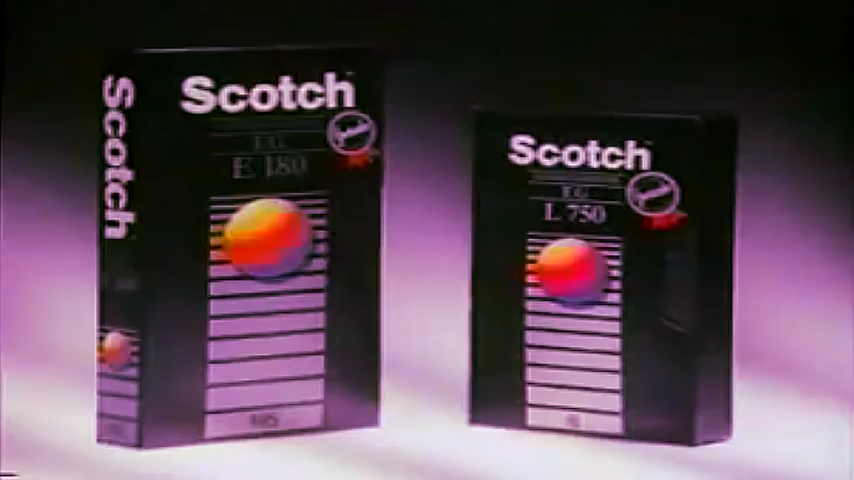 Scotch
Scotch
E.G.
E 180
VHS
Scotch
E.G.
L 750